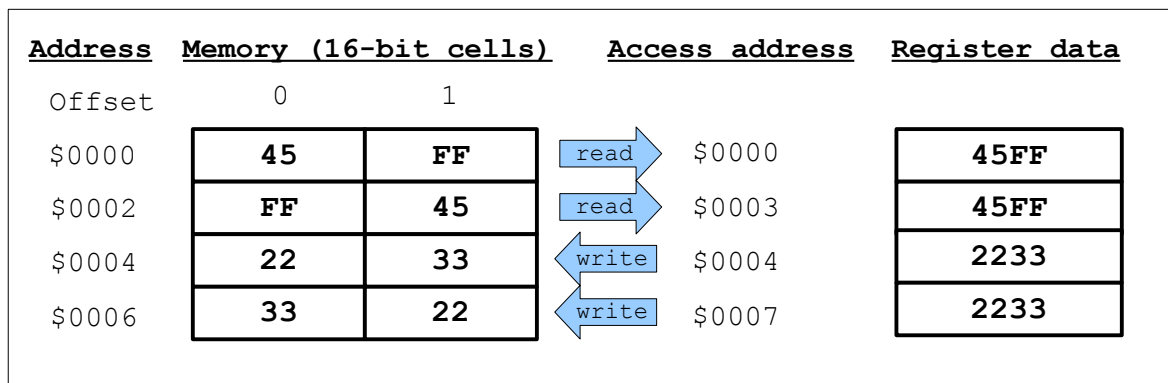 Address Memory (16-bit cells) Access address Register data
Offset 0 1
$0000 45 FF read $0000 45FF
$0002 FF 45 read $0003 45FF
$0004 22 33 write $0004 2233
$0006 33 22 write $0007 2233